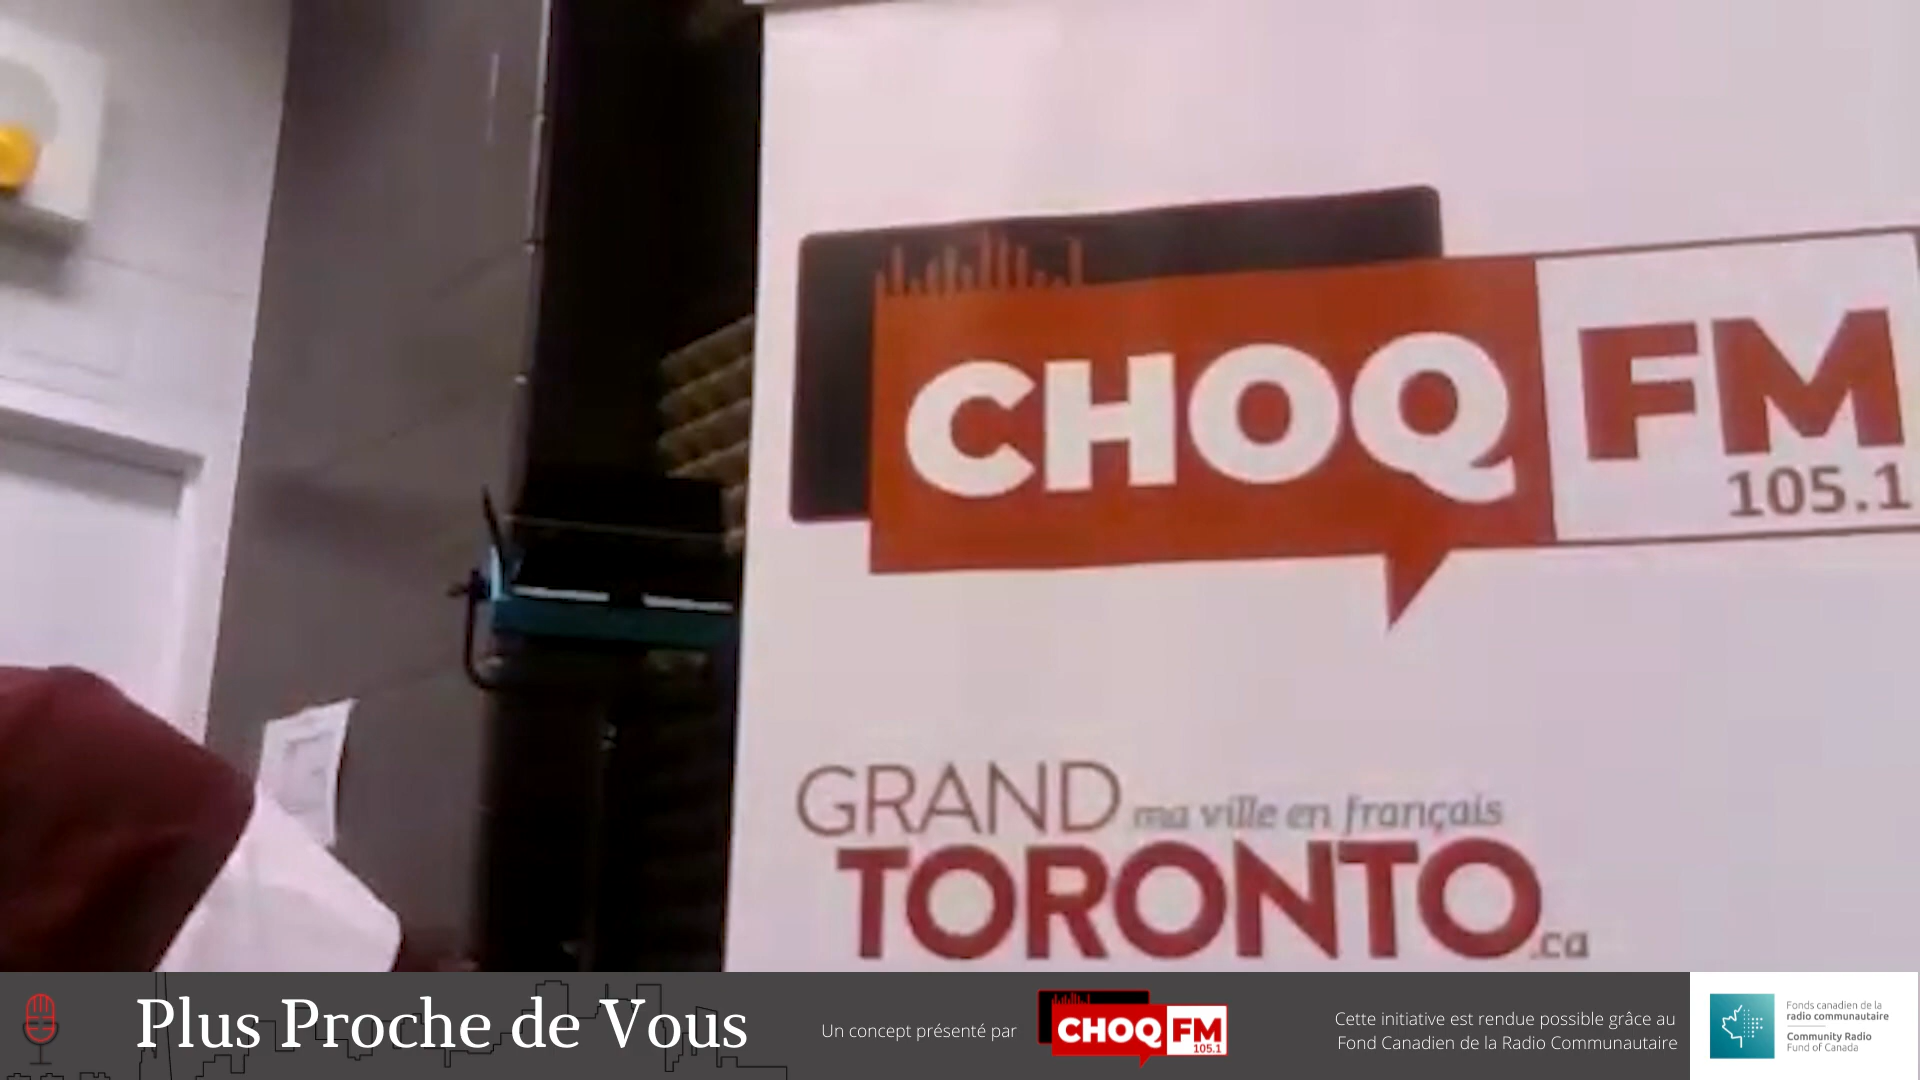 CHOQ FM
105.1
GRAND ma ville en français
TORONTO.ca
Plus Proche de Vous
Un concept présenté par
CHOQ FM
105.1
Cette initiative est rendue possible grâce au
Fond Canadien de la Radio Communautaire
Fonds canadien de la
radio communautaire
Community Radio
Fund of Canada